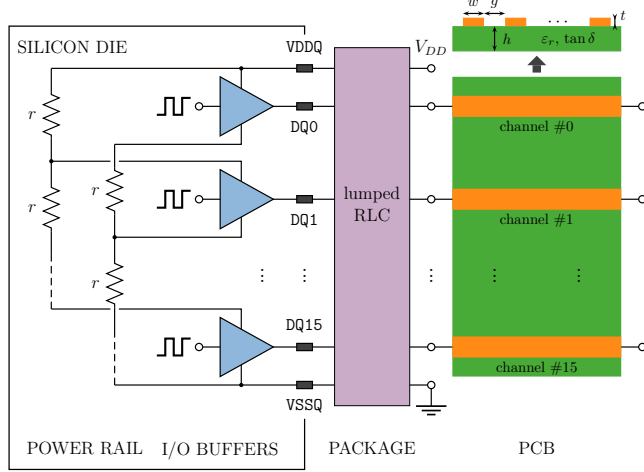 w g t
h εr, tan δ
SILICON DIE VDDQ VDD
r DQ0 channel #0
r r DQ1 lumped RLC channel #1
r ⋮ ⋮ ⋮ ⋮
DQ15 channel #15
VSSQ
POWER RAIL I/O BUFFERS PACKAGE PCB